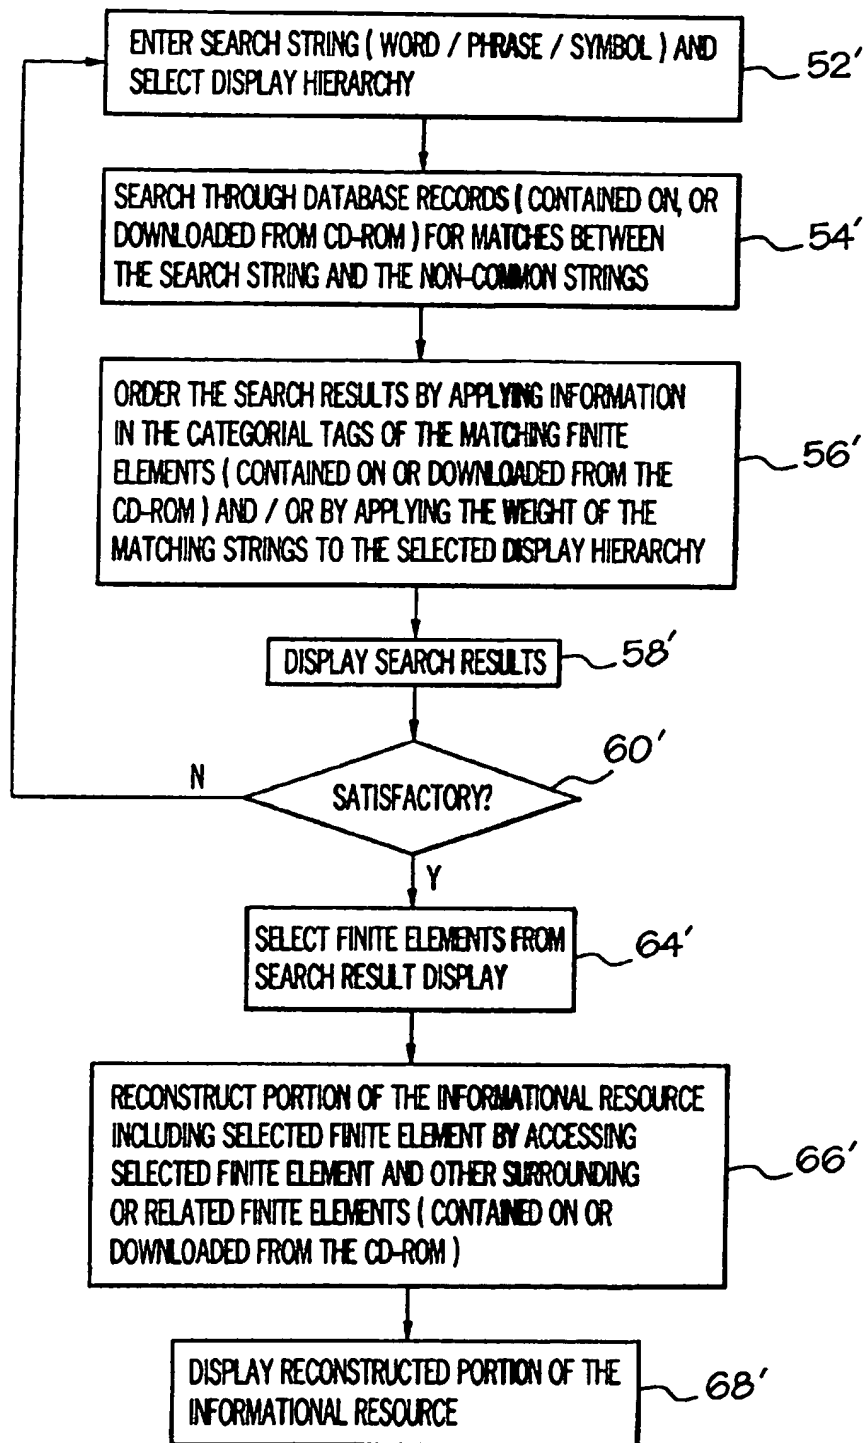 ENTER SEARCH STRING ( WORD / PHRASE / SYMBOL ) AND
SELECT DISPLAY HIERARCHY
52'
SEARCH THROUGH DATABASE RECORDS ( CONTAINED ON, OR
DOWNLOADED FROM CD-ROM ) FOR MATCHES BETWEEN
THE SEARCH STRING AND THE NON-COMMON STRINGS
54'
ORDER THE SEARCH RESULTS BY APPLYING INFORMATION
IN THE CATEGORIAL TAGS OF THE MATCHING FINITE
ELEMENTS ( CONTAINED ON OR DOWNLOADED FROM THE
CD-ROM ) AND / OR BY APPLYING THE WEIGHT OF THE
MATCHING STRINGS TO THE SELECTED DISPLAY HIERARCHY
56'
DISPLAY SEARCH RESULTS
58'
SATISFACTORY?
60'
N
Y
SELECT FINITE ELEMENTS FROM
SEARCH RESULT DISPLAY
64'
RECONSTRUCT PORTION OF THE INFORMATIONAL RESOURCE
INCLUDING SELECTED FINITE ELEMENT BY ACCESSING
SELECTED FINITE ELEMENT AND OTHER SURROUNDING
OR RELATED FINITE ELEMENTS ( CONTAINED ON OR
DOWNLOADED FROM THE CD-ROM )
66'
DISPLAY RECONSTRUCTED PORTION OF THE
INFORMATIONAL RESOURCE
68'